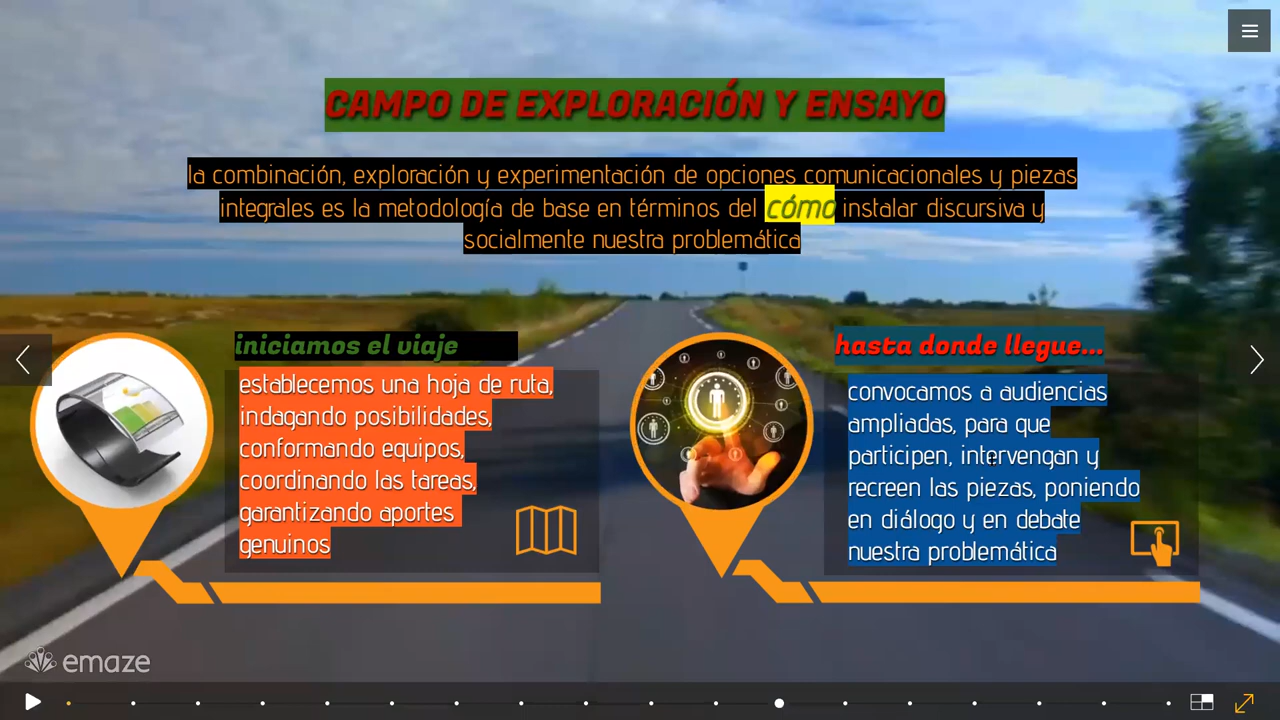 CAMPO DE EXPLORACIÓN Y ENSAYO
la combinación, exploración y experimentación de opciones comunicacionales y piezas
integrales es la metodología de base en términos del cómo instalar discursiva y
socialmente nuestra problemática
iniciamos el viaje
establecemos una hoja de ruta,
indagando posibilidades,
conformando equipos,
coordinando las tareas,
garantizando aportes
genuinos
hasta donde llegue...
convocamos a audiencias
ampliadas, para que
participen, intervengan y
recreen las piezas, poniendo
en diálogo y en debate
nuestra problemática
emaze